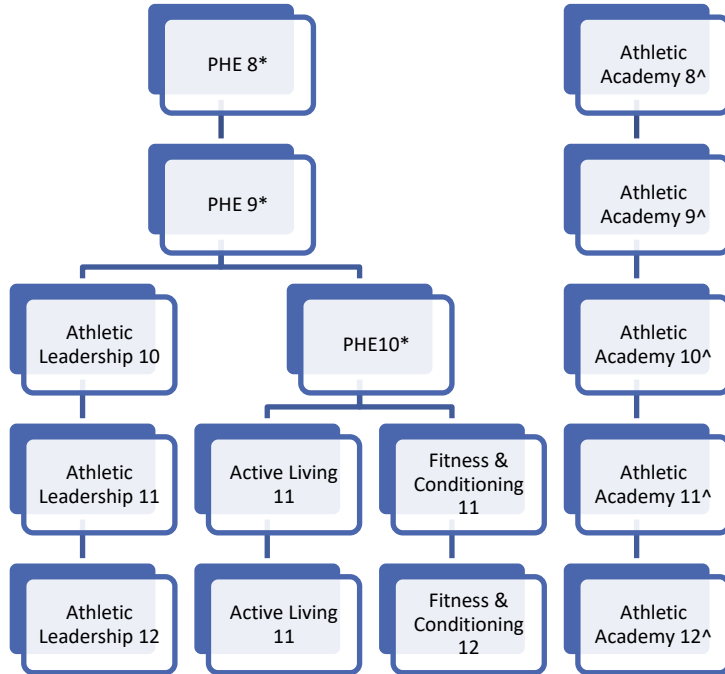 PHE 8*
Athletic
Academy 8^
PHE 9*
Athletic
Academy 9^
Athletic
Leadership 10
PHE10*
Athletic
Academy 10^
Athletic
Leadership 11
Active Living
11
Fitness &
Conditioning
11
Athletic
Academy 11^
Athletic
Leadership 12
Active Living
11
Fitness &
Conditioning
12
Athletic
Academy 12^